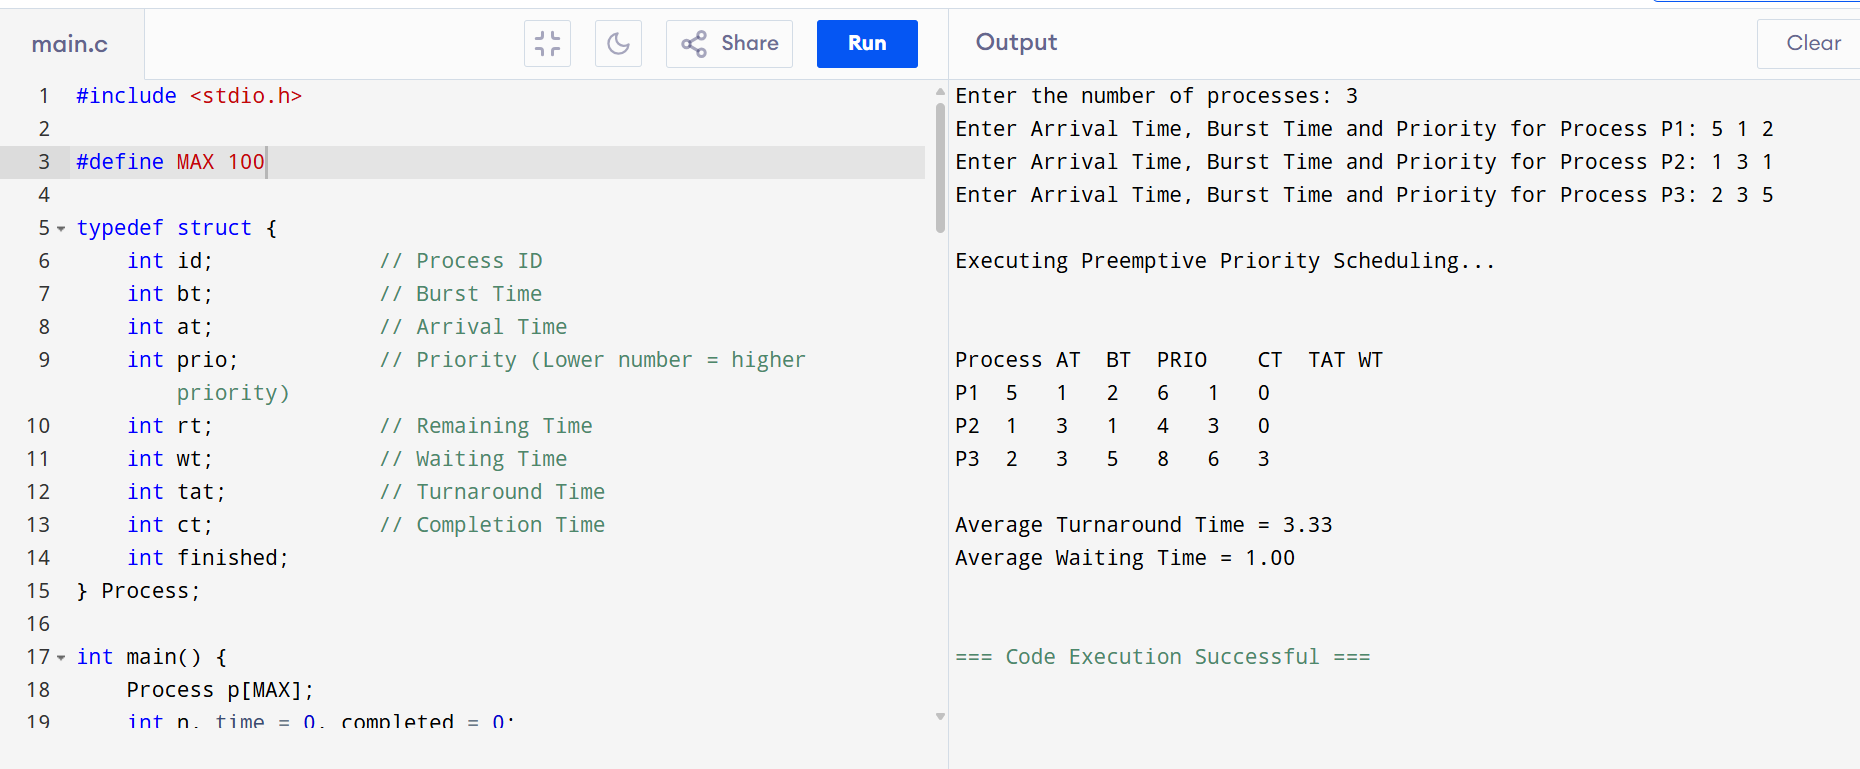 main.c
Share
Run
Output
Clear
1 #include <stdio.h>
2
3 #define MAX 100
4
5 typedef struct {
6 int id; // Process ID
7 int bt; // Burst Time
8 int at; // Arrival Time
9 int prio; // Priority (Lower number = higher
priority)
10 int rt; // Remaining Time
11 int wt; // Waiting Time
12 int tat; // Turnaround Time
13 int ct; // Completion Time
14 int finished;
15 } Process;
16
17 int main() {
18 Process p[MAX];
19 int n, time = 0, completed = 0;
Enter the number of processes: 3
Enter Arrival Time, Burst Time and Priority for Process P1: 5 1 2
Enter Arrival Time, Burst Time and Priority for Process P2: 1 3 1
Enter Arrival Time, Burst Time and Priority for Process P3: 2 3 5
Executing Preemptive Priority Scheduling...
Process AT BT PRIO CT TAT WT
P1 5 1 2 6 1 0
P2 1 3 1 4 3 0
P3 2 3 5 8 6 3
Average Turnaround Time = 3.33
Average Waiting Time = 1.00
=== Code Execution Successful ===